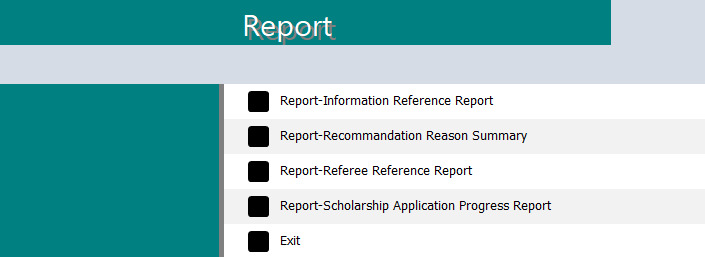 Report
Report-Information Reference Report
Report-Recommandation Reason Summary
Report-Referee Reference Report
Report-Scholarship Application Progress Report
Exit